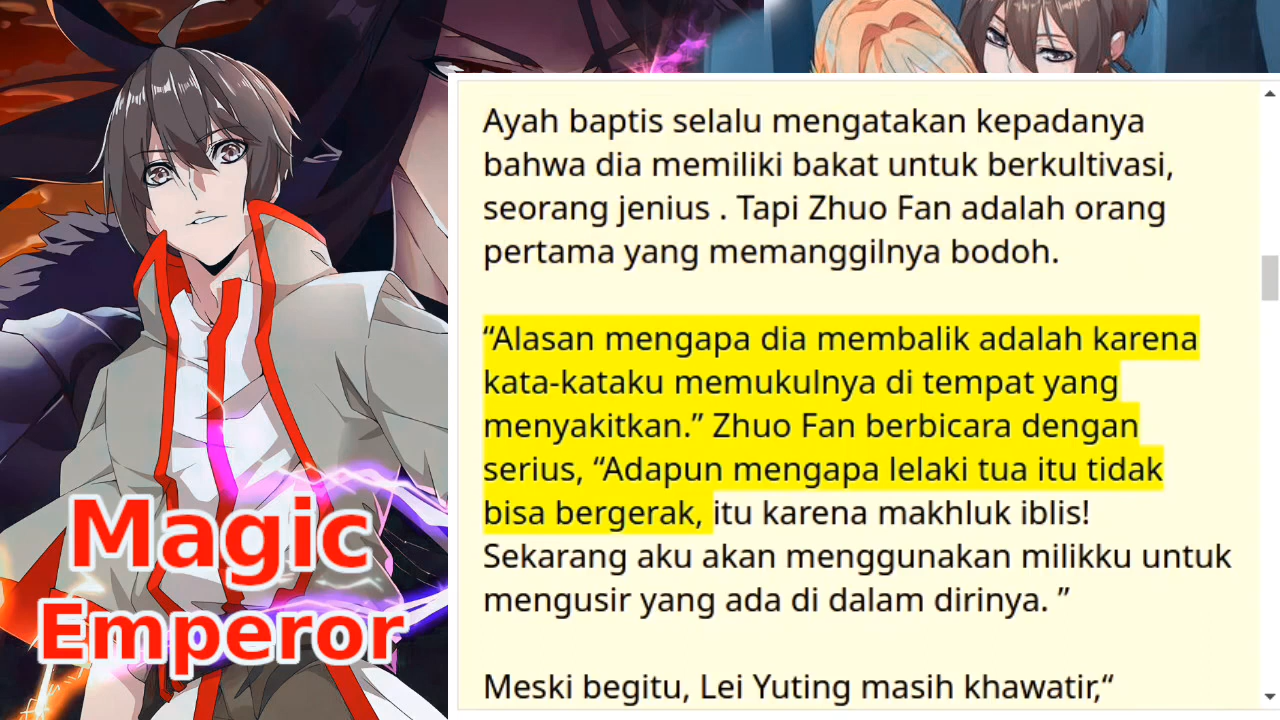 Magic
Emperor
Ayah baptis selalu mengatakan kepadanya
bahwa dia memiliki bakat untuk berkultivasi,
seorang jenius . Tapi Zhuo Fan adalah orang
pertama yang memanggilnya bodoh.
“Alasan mengapa dia membalik adalah karena
kata-kataku memukulnya di tempat yang
menyakitkan.” Zhuo Fan berbicara dengan
serius, “Adapun mengapa lelaki tua itu tidak
bisa bergerak, itu karena makhluk iblis!
Sekarang aku akan menggunakan milikku untuk
mengusir yang ada di dalam dirinya. ”
Meski begitu, Lei Yuting masih khawatir,“